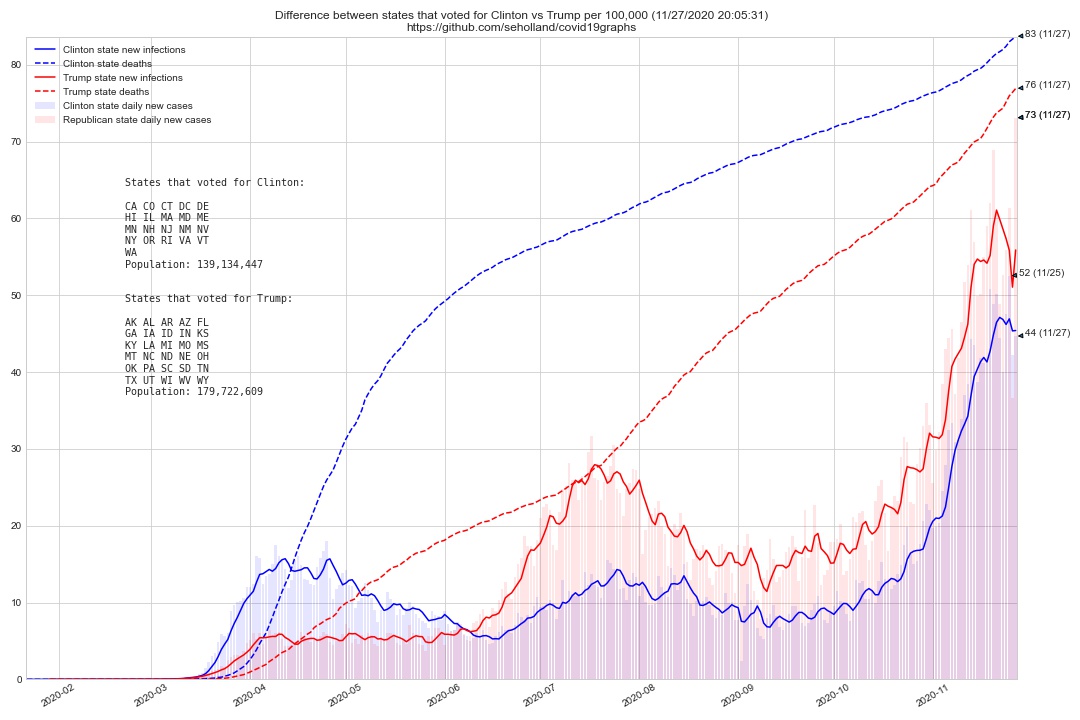 Difference between states that voted for Clinton vs Trump per 100,000 (11/27/2020 20:05:31)
https://github.com/seholland/covid19graphs
Clinton state new infections
Clinton state deaths
Trump state new infections
Trump state deaths
Clinton state daily new cases
Republican state daily new cases
83 (11/27)
76 (11/27)
73 (11/27)
52 (11/25)
44 (11/27)
States that voted for Clinton:
CA CO CT DC DE
HI IL MA MD ME
MN NH NJ NM NV
NY OR RI VA VT
WA
Population: 139,134,447
States that voted for Trump:
AK AL AR AZ FL
GA IA ID IN KS
KY LA MI MO MS
MT NC ND NE OH
OK PA SC SD TN
TX UT WI WV WY
Population: 179,722,609
80
70
60
50
40
30
20
10
0
2020-02
2020-03
2020-04
2020-05
2020-06
2020-07
2020-08
2020-09
2020-10
2020-11